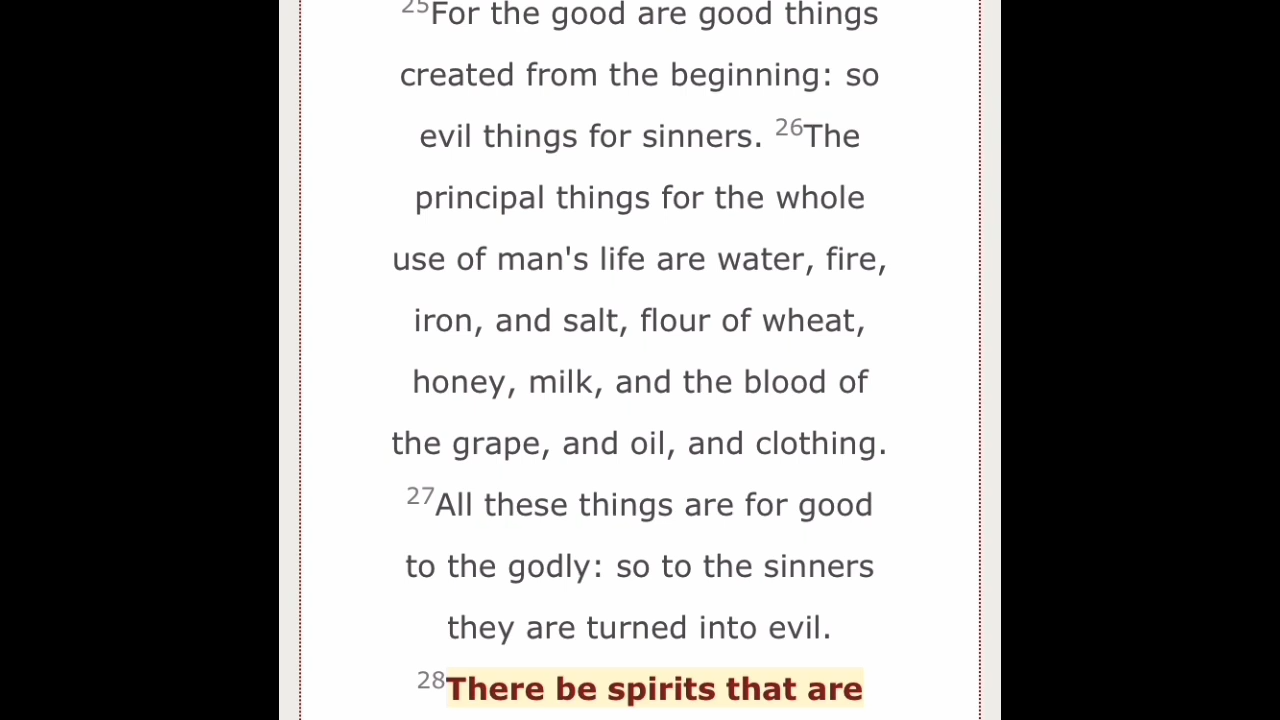 25For the good are good things
created from the beginning: so
evil things for sinners. 26The
principal things for the whole
use of man's life are water, fire,
iron, and salt, flour of wheat,
honey, milk, and the blood of
the grape, and oil, and clothing.
27All these things are for good
to the godly: so to the sinners
they are turned into evil.
28There be spirits that are